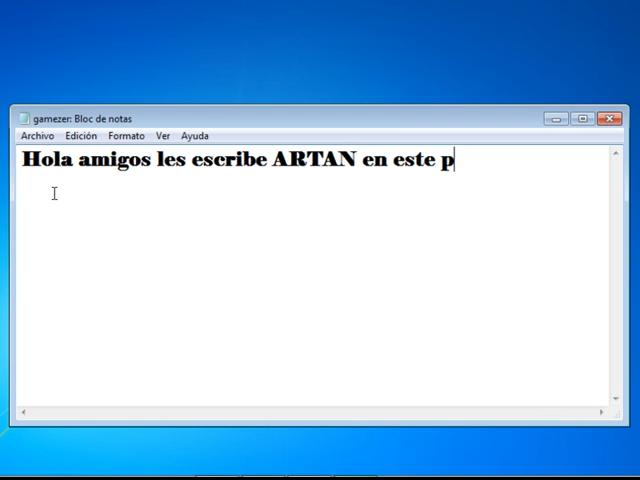 gamezer: Bloc de notas
Archivo Edición Formato Ver Ayuda
Hola amigos les escribe ARTAN en este p